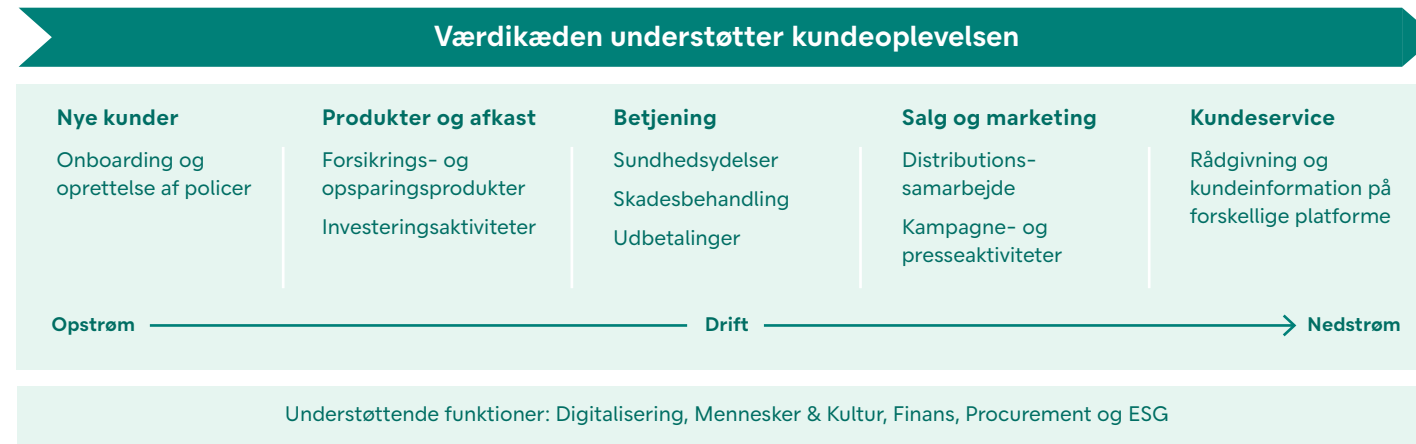 Værdikæden understøtter kundeoplevelsen
Nye kunder
Onboarding og
oprettelse af policer
Produkter og afkast
Forsikrings- og
opsparingsprodukter
Investeringsaktiviteter
Betjening
Sundhedsydelser
Skadesbehandling
Udbetalinger
Salg og marketing
Distributions-
samarbejde
Kampagne- og
presseaktiviteter
Kundeservice
Rådgivning og
kundeinformation på
forskellige platforme
Opstrøm
Drift
Nedstrøm
Understøttende funktioner: Digitalisering, Mennesker & Kultur, Finans, Procurement og ESG